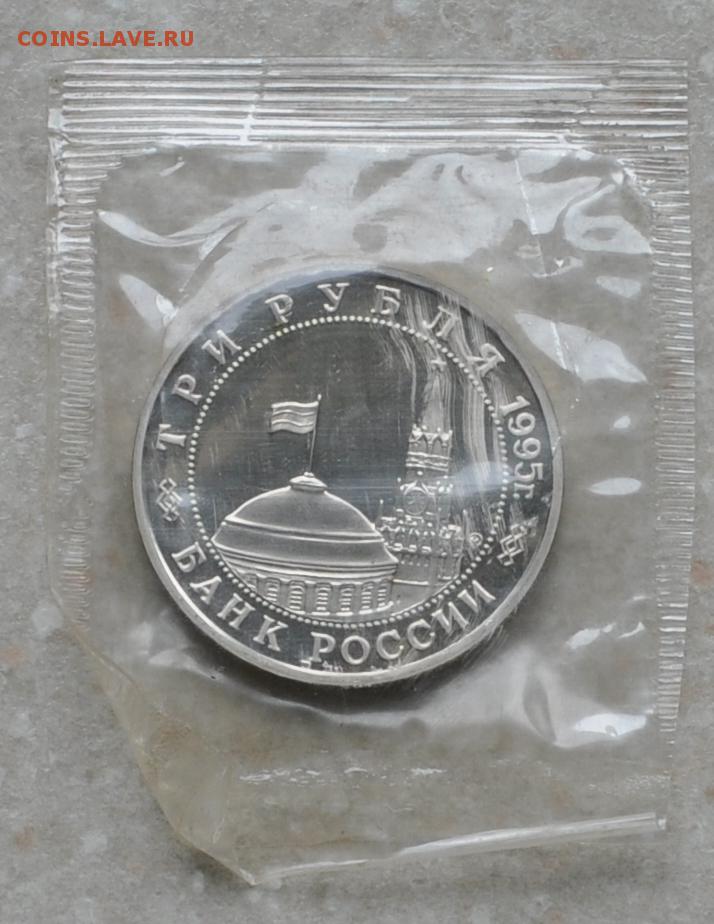 COINS.LAVE.RU
ТРИ РУБЛЯ 1995г.
БАНК РОССИИ